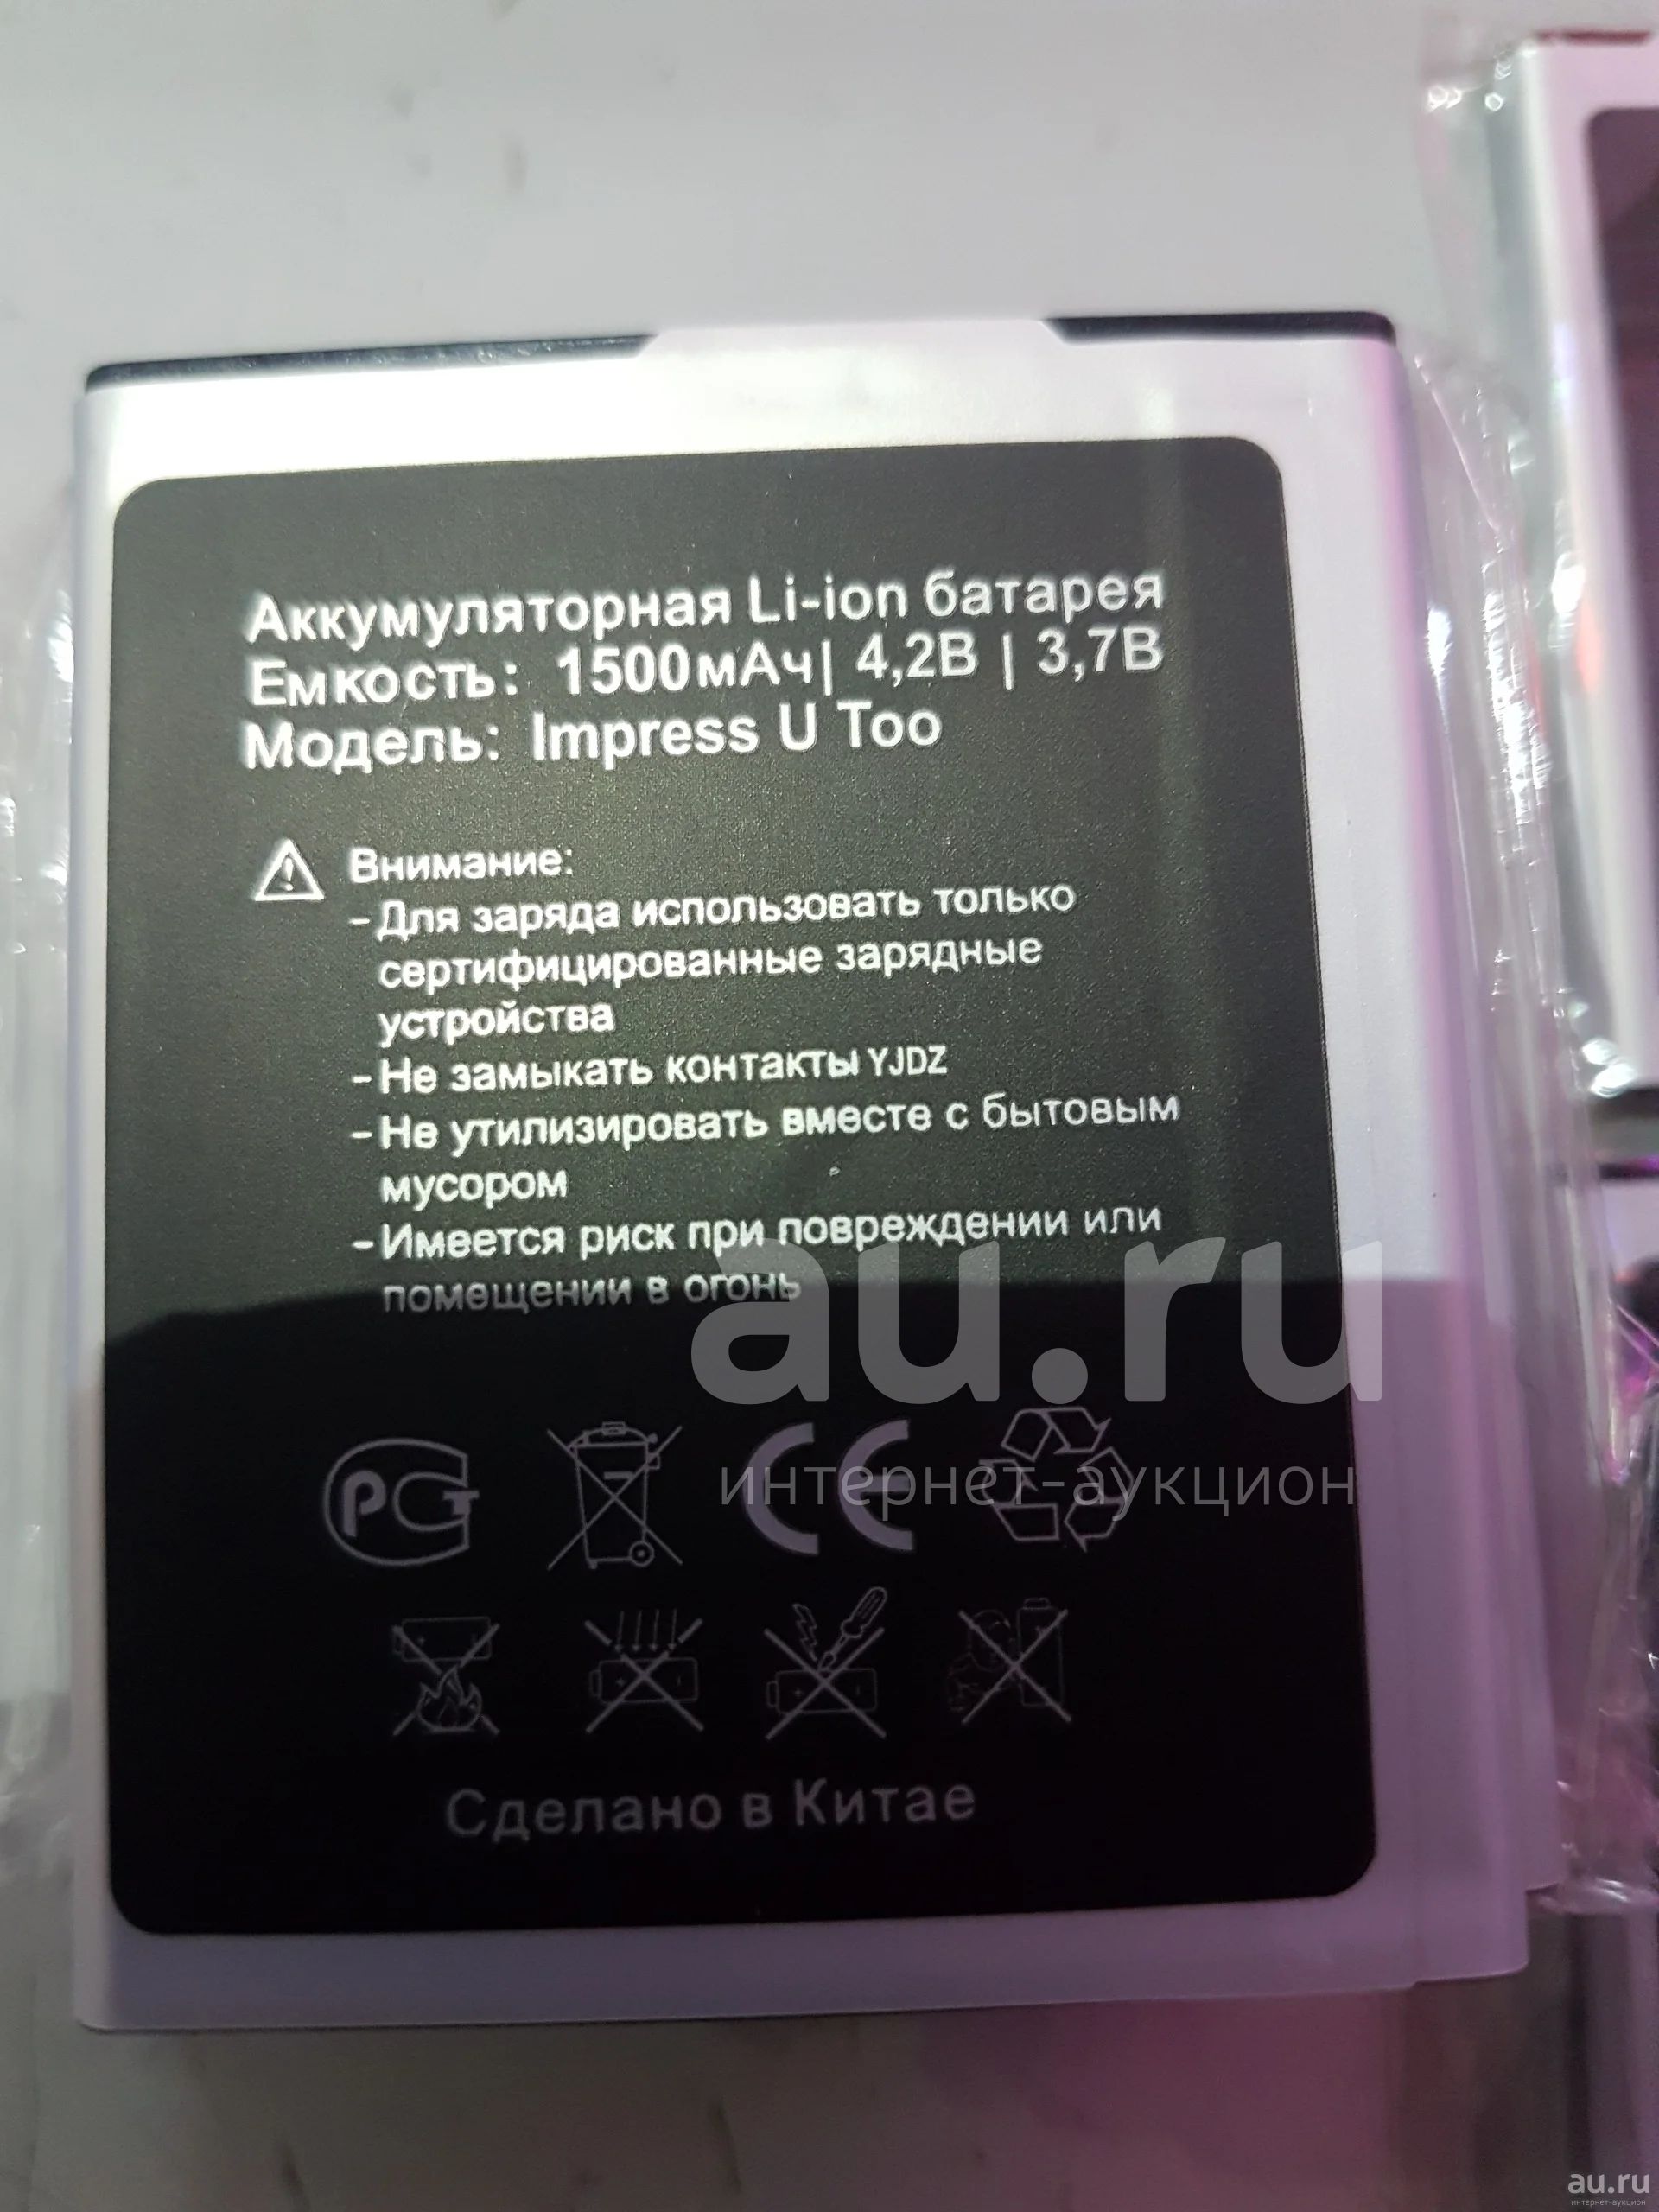 Аккумуляторная Li-ion батарея
Емкость: 1500мАч| 4,2В | 3,7В
Модель: Impress U Too
Внимание:
-Для заряда использовать только
сертифицированные зарядные
устройства
-Не замыкать контакты YJDZ
-Не утилизировать вместе с бытовым
мусором
-Имеется риск при повреждении или
помещении в огонь
au.ru
интернет-аукцион
РСТ
CE
Сделано в Китае
au.ru
интернет-аукцион